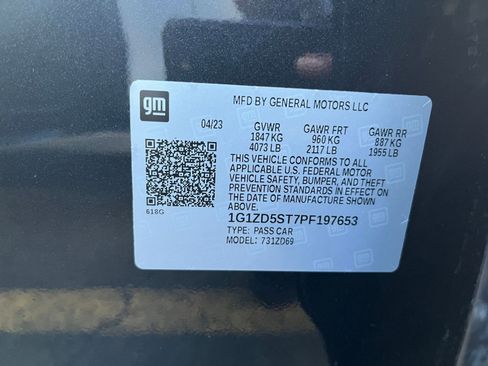 gm
MFD BY GENERAL MOTORS LLC
04/23 GVWR GAWR FRT GAWR RR
1847 KG 960 KG 887 KG
4073 LB 2117 LB 1955 LB
THIS VEHICLE CONFORMS TO ALL
APPLICABLE U.S. FEDERAL MOTOR
VEHICLE SAFETY, BUMPER, AND THEFT
PREVENTION STANDARDS IN EFFECT ON
THE DATE OF MANUFACTURE SHOWN
ABOVE.
618G
1G1ZD5ST7PF197653
TYPE: PASS CAR
MODEL: 731ZD69